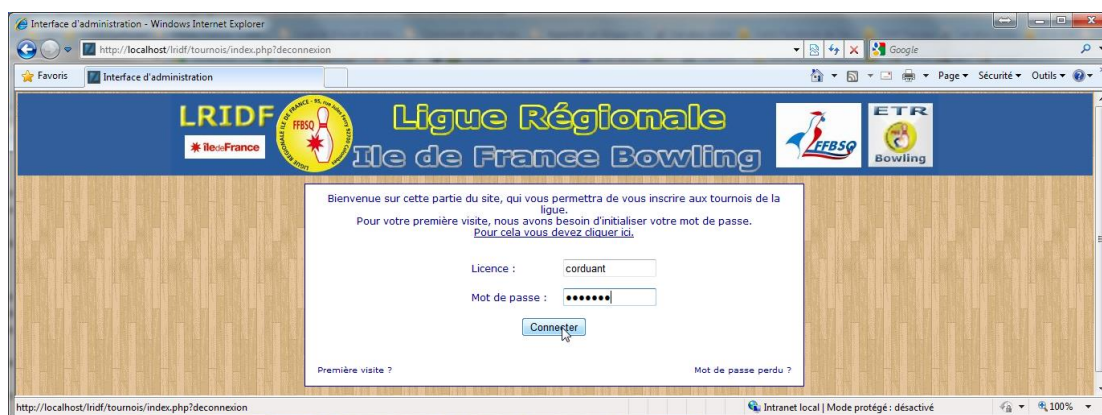 Interface d'administration - Windows Internet Explorer
http://localhost/lridf/tournois/index.php?deconnexion
Google
Favoris
Interface d'administration
Page
Sécurité
Outils
LRIDF
îledeFrance
FFBSQ
Ligue Régionale
Ile de France Bowling
FFBSQ
ETR
Bowling
Bienvenue sur cette partie du site, qui vous permettra de vous inscrire aux tournois de la
ligue.
Pour votre première visite, nous avons besoin d'initialiser votre mot de passe.
Pour cela vous devez cliquer ici.
Licence :
corduant
Mot de passe :
Connecter
Première visite ?
Mot de passe perdu ?
http://localhost/lridf/tournois/index.php?deconnexion
Intranet local | Mode protégé : désactivé
100%